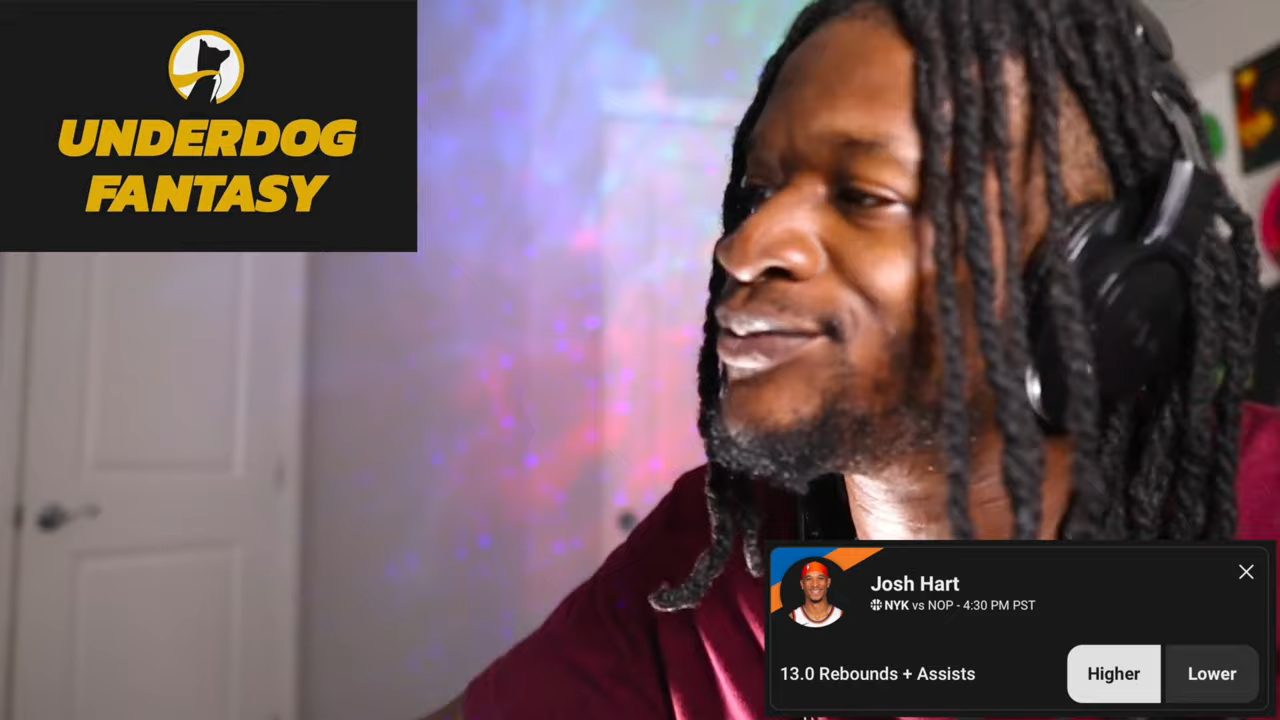 UNDERDOG
FANTASY
Josh Hart
NYK vs NOP - 4:30 PM PST
13.0 Rebounds + Assists
Higher
Lower